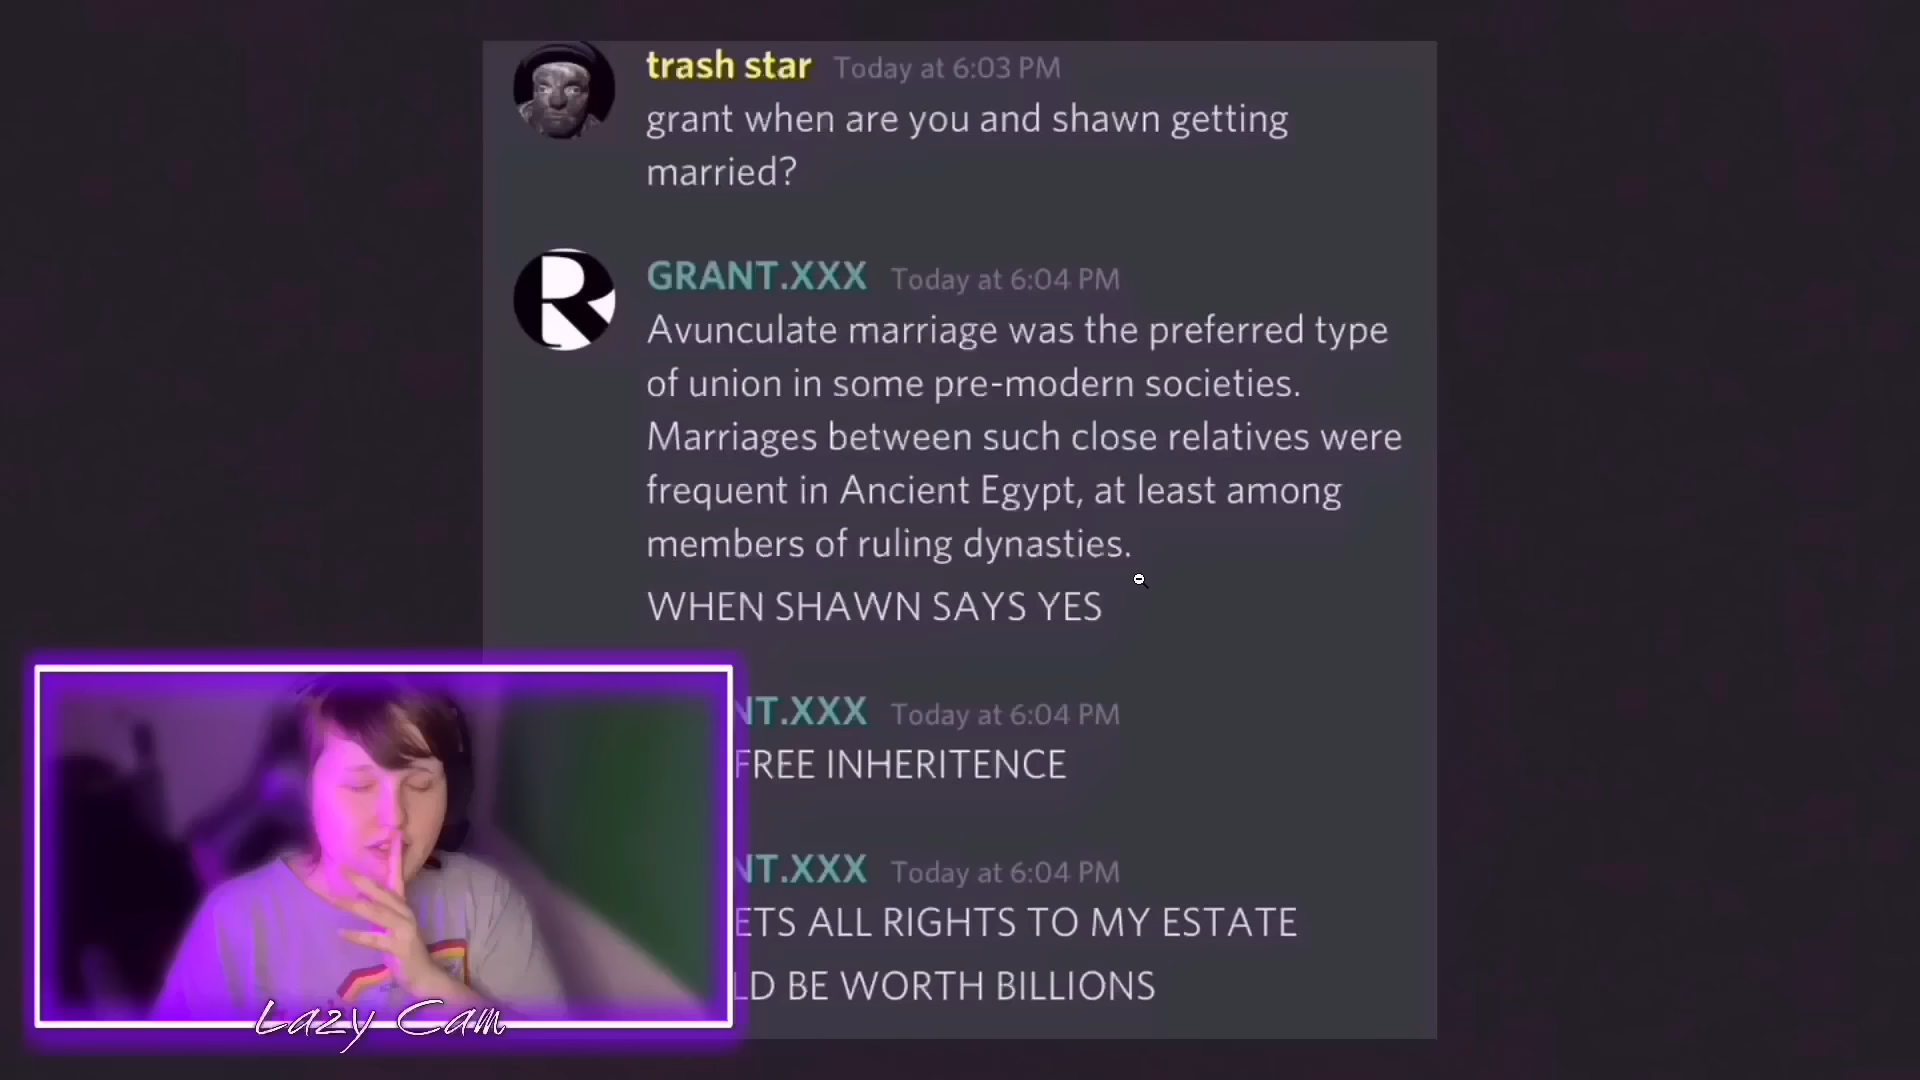 trash star Today at 6:03 PM
grant when are you and shawn getting
married?
R
GRANT.XXX Today at 6:04 PM
Avunculate marriage was the preferred type
of union in some pre-modern societies.
Marriages between such close relatives were
frequent in Ancient Egypt, at least among
members of ruling dynasties.
WHEN SHAWN SAYS YES
NT.XXX Today at 6:04 PM
FREE INHERITENCE
NT.XXX Today at 6:04 PM
ETS ALL RIGHTS TO MY ESTATE
LD BE WORTH BILLIONS
Lazy Cam